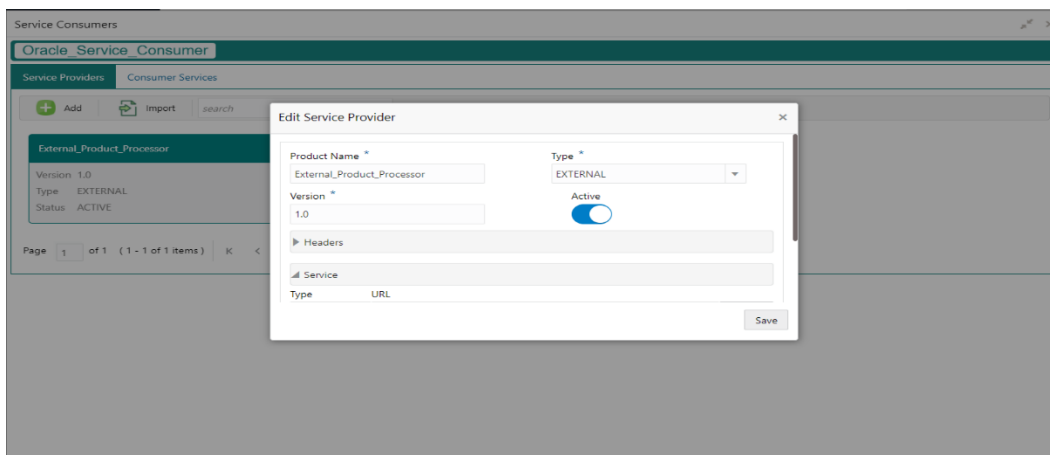 Service Consumers
Oracle_Service_Consumer
Service Providers Consumer Services
Add Import search
External_Product_Processor
Version 1.0
Type EXTERNAL
Status ACTIVE
Page 1 of 1 (1 - 1 of 1 items) K <
Edit Service Provider ×
Product Name * Type *
External_Product_Processor EXTERNAL
Version * Active
1.0
Headers
Service
Type URL
Save